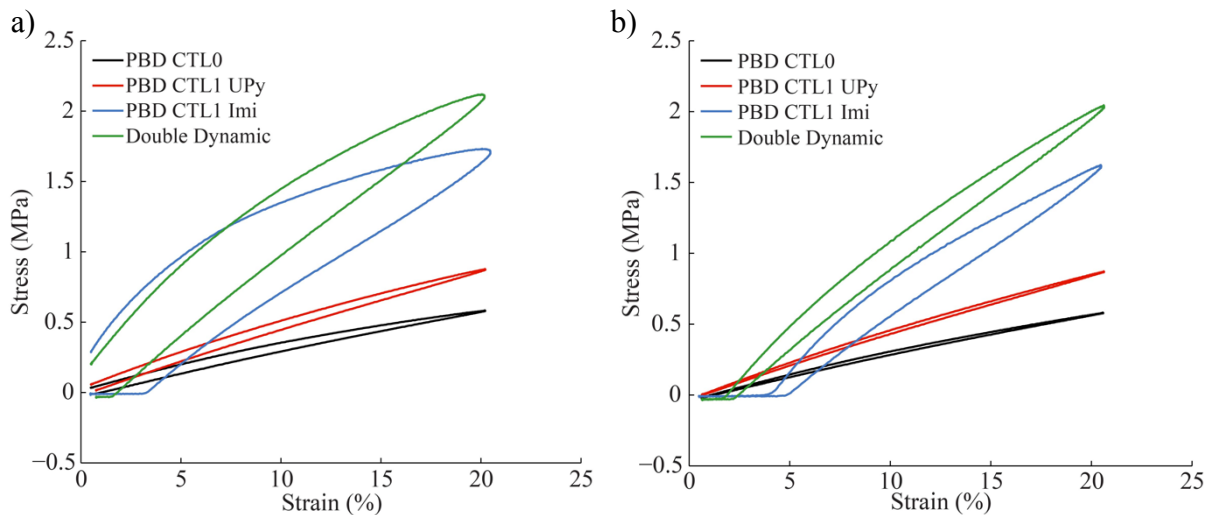 a)
2.5
2
1.5
1
0.5
0
−0.5
0
5
10
15
20
25
Stress (MPa)
Strain (%)
PBD CTL0
PBD CTL1 UPy
PBD CTL1 Imi
Double Dynamic
b)
2.5
2
1.5
1
0.5
0
−0.5
0
5
10
15
20
25
Stress (MPa)
Strain (%)
PBD CTL0
PBD CTL1 UPy
PBD CTL1 Imi
Double Dynamic